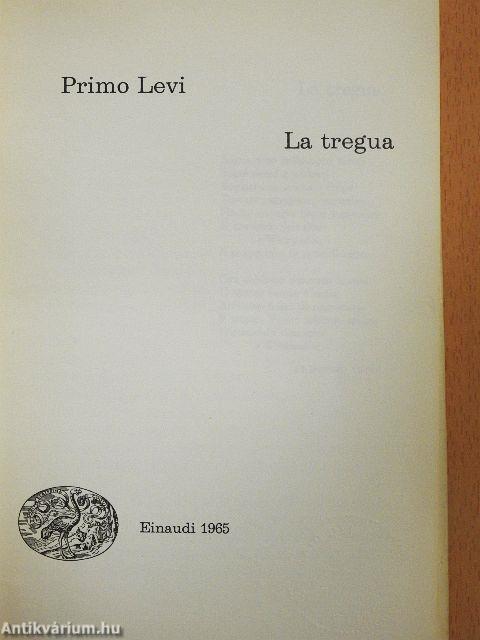 Primo Levi
La tregua
Einaudi 1965
Antikvárium.hu